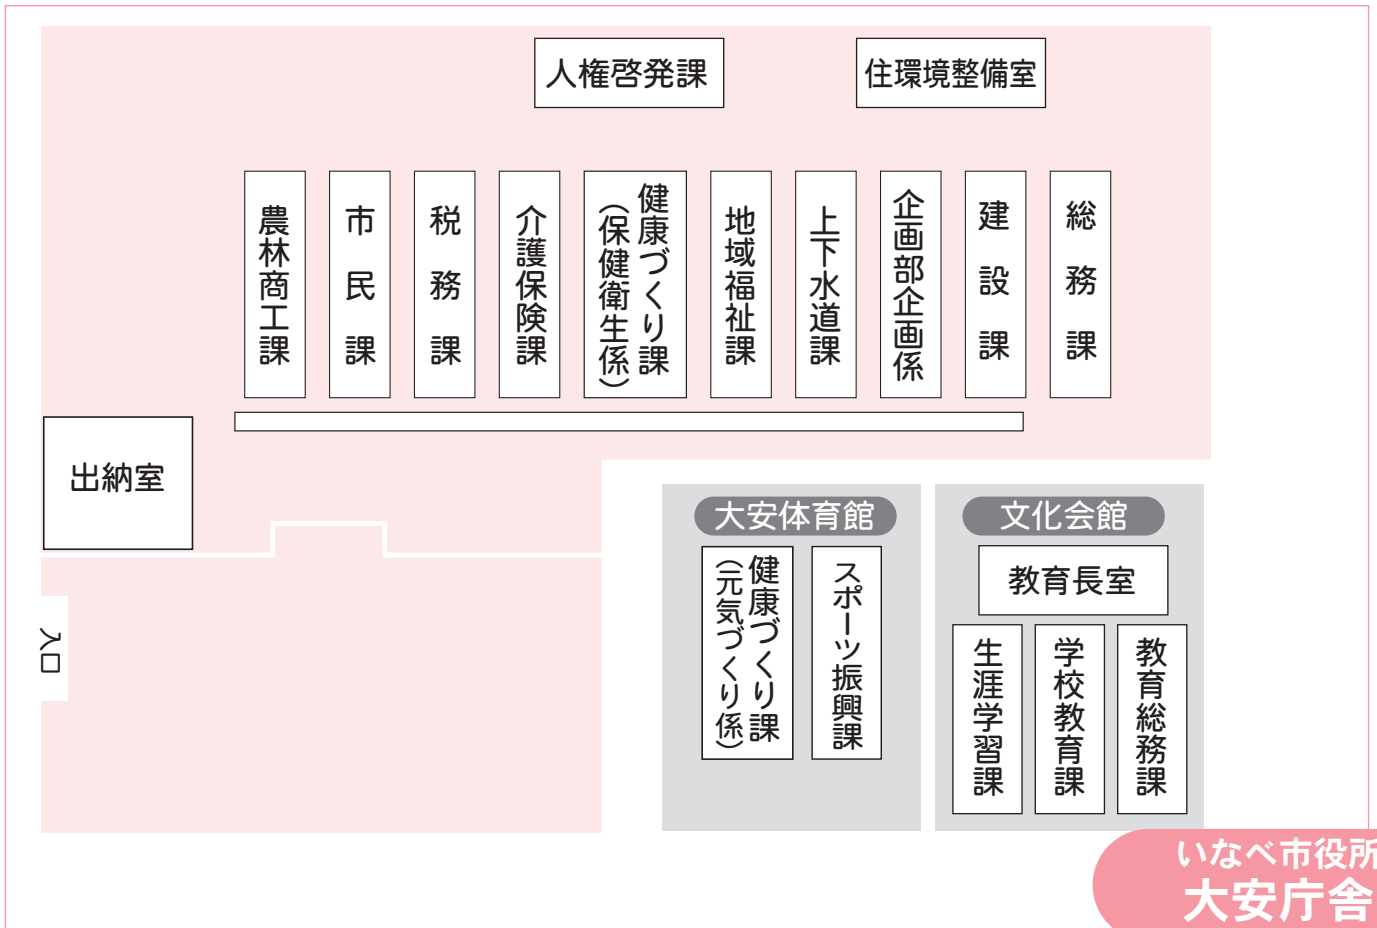 人権啓発課
住環境整備室
農林商工課
市民課
税務課
介護保険課
健康づくり課
（保健衛生係）
地域福祉課
上下水道課
企画部企画係
建設課
総務課
出納室
入口
大安体育館
健康づくり課
（元気づくり係）
スポーツ振興課
文化会館
教育長室
生涯学習課
学校教育課
教育総務課
いなべ市役所
大安庁舎